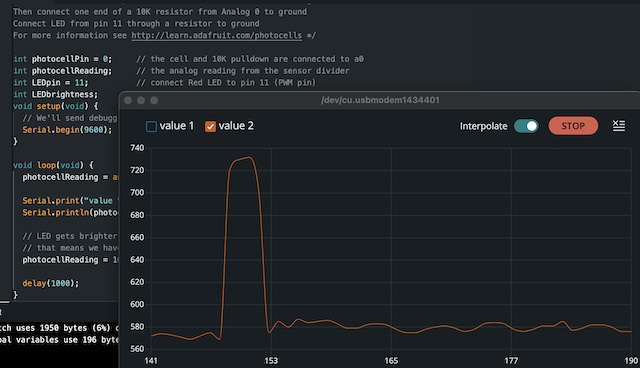 Then connect one end of a 10K resistor from Analog 0 to ground
Connect LED from pin 11 through a resistor to ground
For more information see http://learn.adafruit.com/photocells */
int photocellPin = 0; // the cell and 10K pulldown are connected to a0
int photocellReading; // the analog reading from the sensor divider
int LEDpin = 11; // connect Red LED to pin 11 (PWM pin)
int LEDbrightness;
void setup(void) {
// We'll send debugg
Serial.begin(9600);
}
void loop(void) {
photocellReading = an
Serial.print("value
Serial.println(photo
// LED gets brighter
// that means we hav
photocellReading = 10
delay(1000);
}
t
tch uses 1950 bytes (6%) o
bal variables use 196 byte
/dev/cu.usbmodem1434401
value 1 value 2 Interpolate STOP
740
720
700
680
660
640
620
600
580
560
141 153 165 177 190